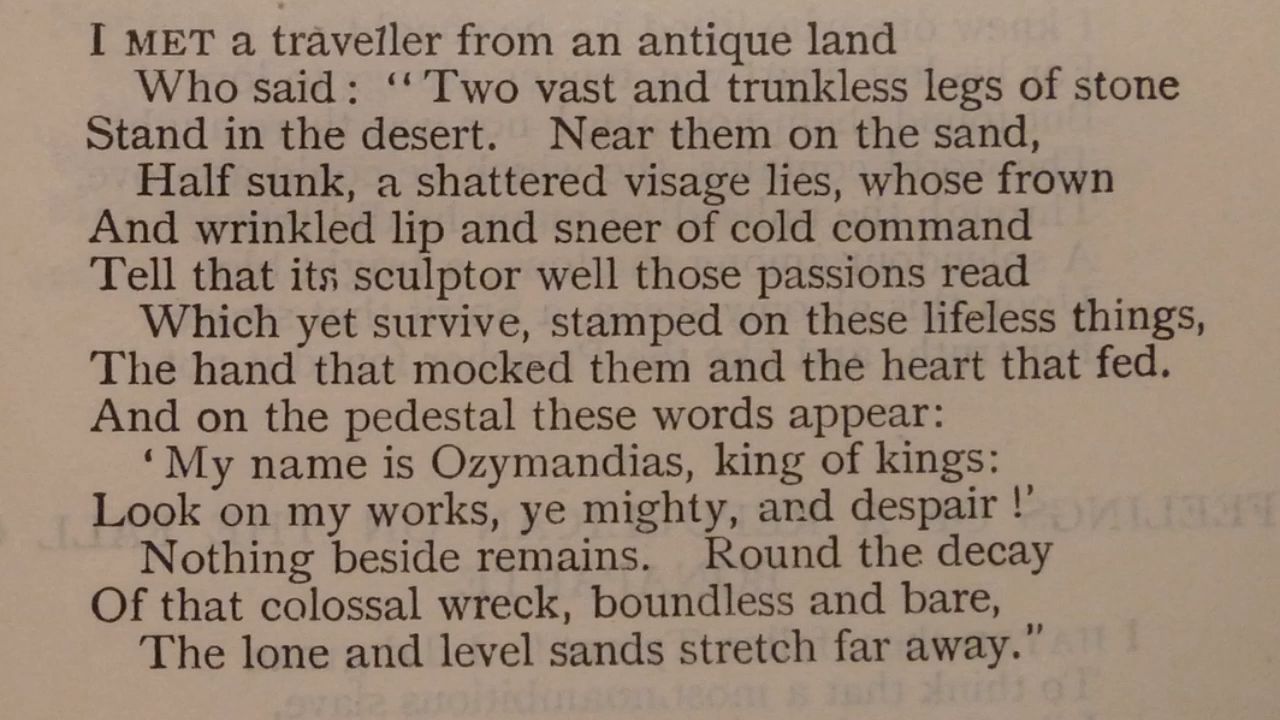 I MET a traveller from an antique land
Who said: “Two vast and trunkless legs of stone
Stand in the desert. Near them on the sand,
Half sunk, a shattered visage lies, whose frown
And wrinkled lip and sneer of cold command
Tell that its sculptor well those passions read
Which yet survive, stamped on these lifeless things,
The hand that mocked them and the heart that fed.
And on the pedestal these words appear:
‘My name is Ozymandias, king of kings:
Look on my works, ye mighty, and despair!’
Nothing beside remains. Round the decay
Of that colossal wreck, boundless and bare,
The lone and level sands stretch far away.”